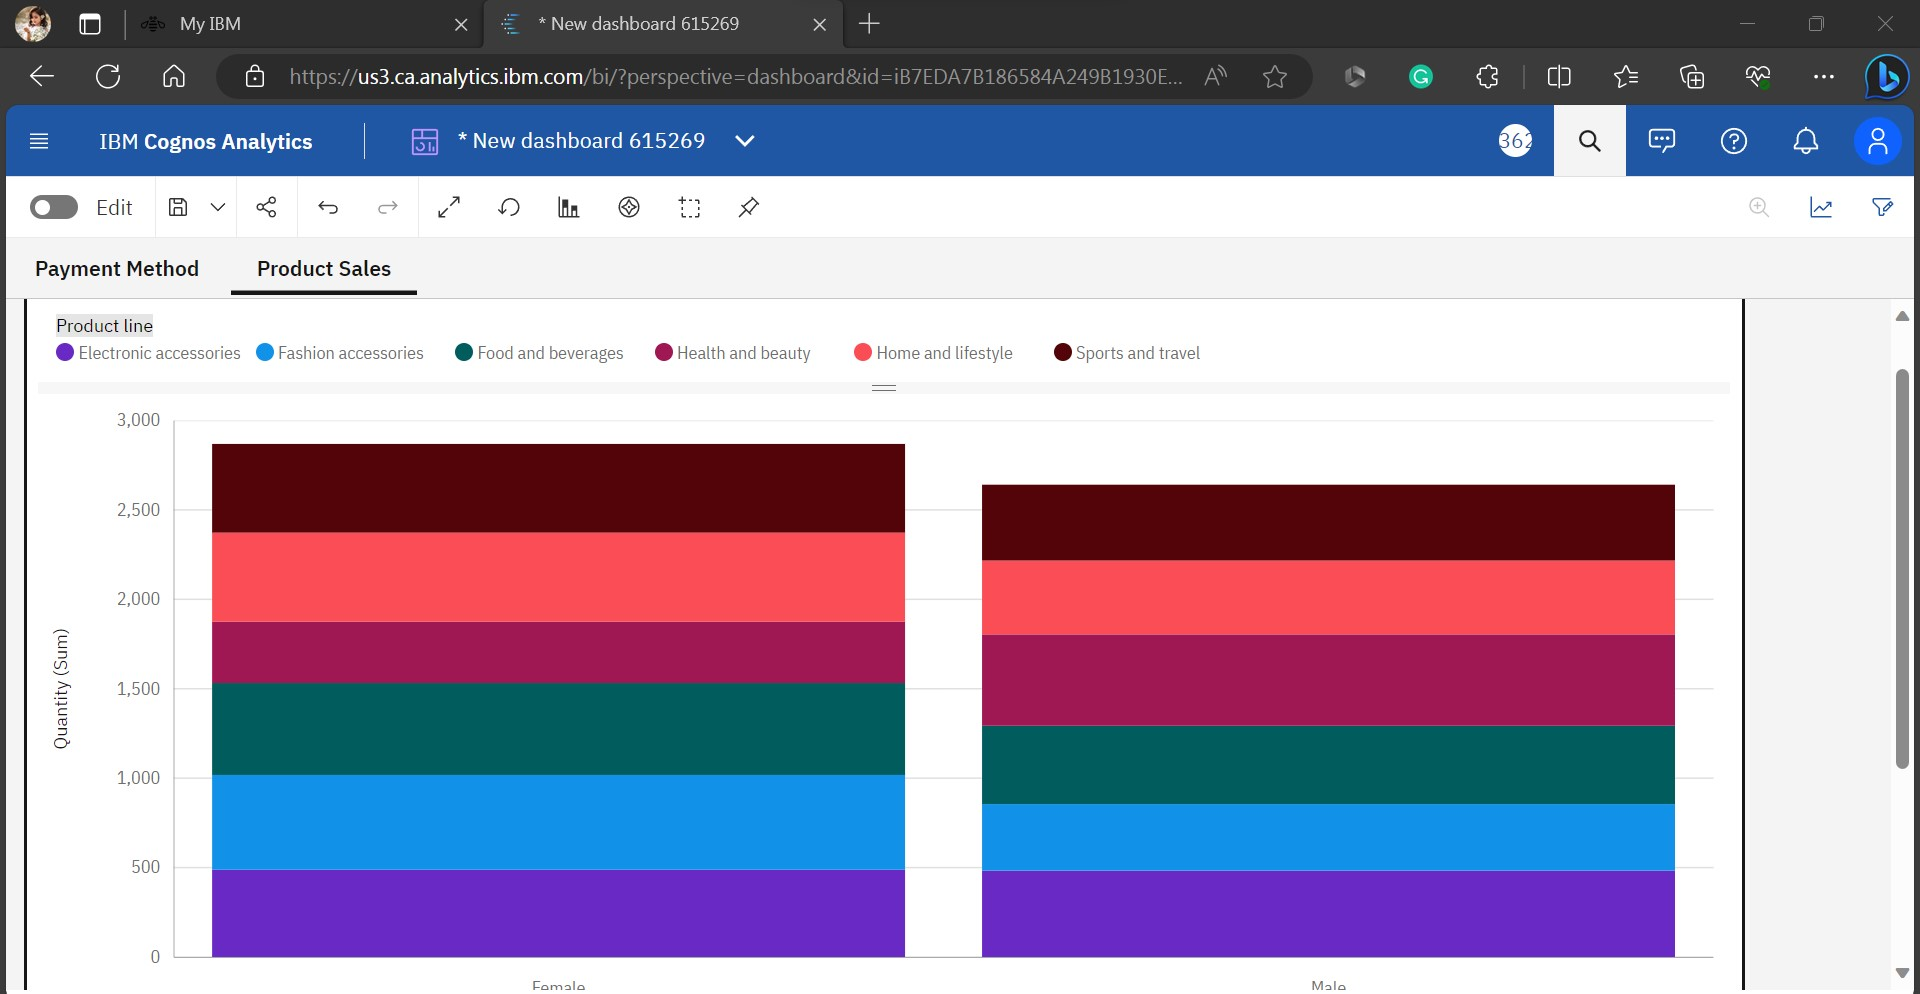 My IBM
* New dashboard 615269
https://us3.ca.analytics.ibm.com/bi/?perspective=dashboard&id=iB7EDA7B186584A249B1930E...
IBM Cognos Analytics
* New dashboard 615269
362
Edit
Payment Method
Product Sales
Product line
Electronic accessories
Fashion accessories
Food and beverages
Health and beauty
Home and lifestyle
Sports and travel
Quantity (Sum)
3,000
2,500
2,000
1,500
1,000
500
0
Female
Male